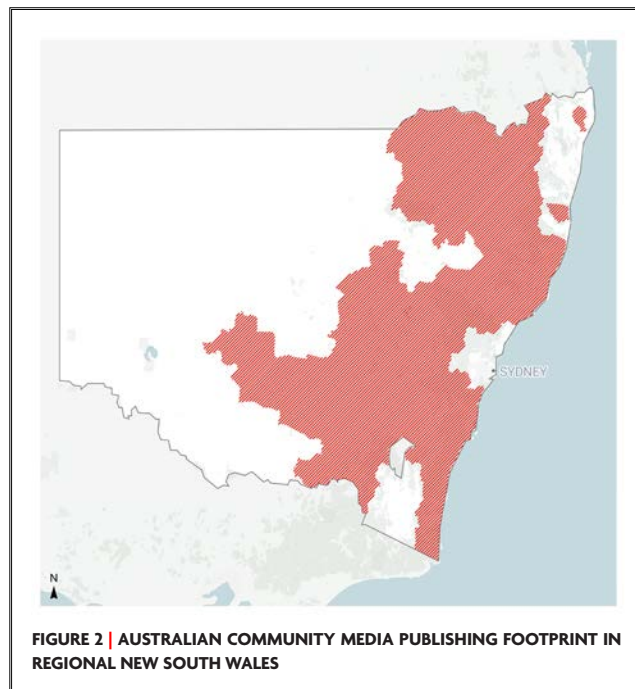 SYDNEY
N
FIGURE 2 | AUSTRALIAN COMMUNITY MEDIA PUBLISHING FOOTPRINT IN
REGIONAL NEW SOUTH WALES